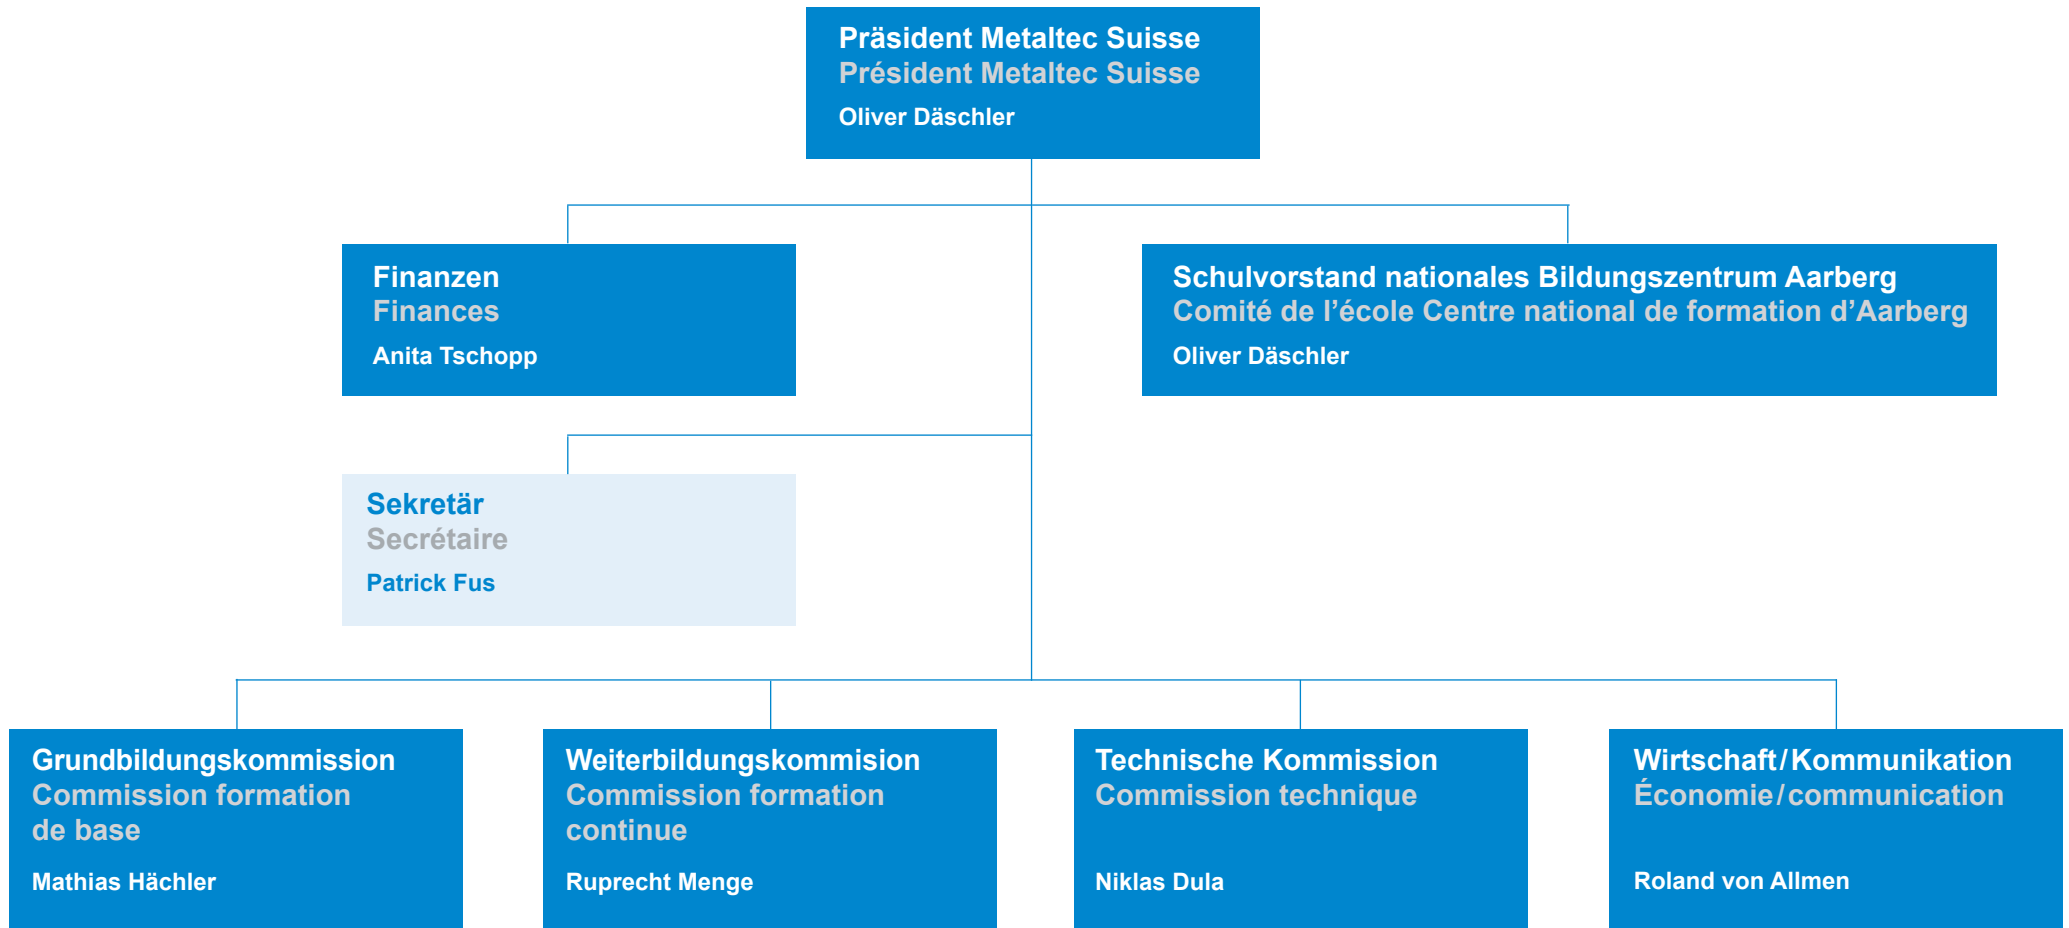 Präsident Metaltec Suisse
Président Metaltec Suisse
Oliver Däschler
Finanzen
Finances
Anita Tschopp
Schulvorstand nationales Bildungszentrum Aarberg
Comité de l’école Centre national de formation d’Aarberg
Oliver Däschler
Sekretär
Secrétaire
Patrick Fus
Grundbildungskommission
Commission formation
de base
Mathias Hächler
Weiterbildungskommision
Commission formation
continue
Ruprecht Menge
Technische Kommission
Commission technique
Niklas Dula
Wirtschaft/Kommunikation
Économie/communication
Roland von Allmen